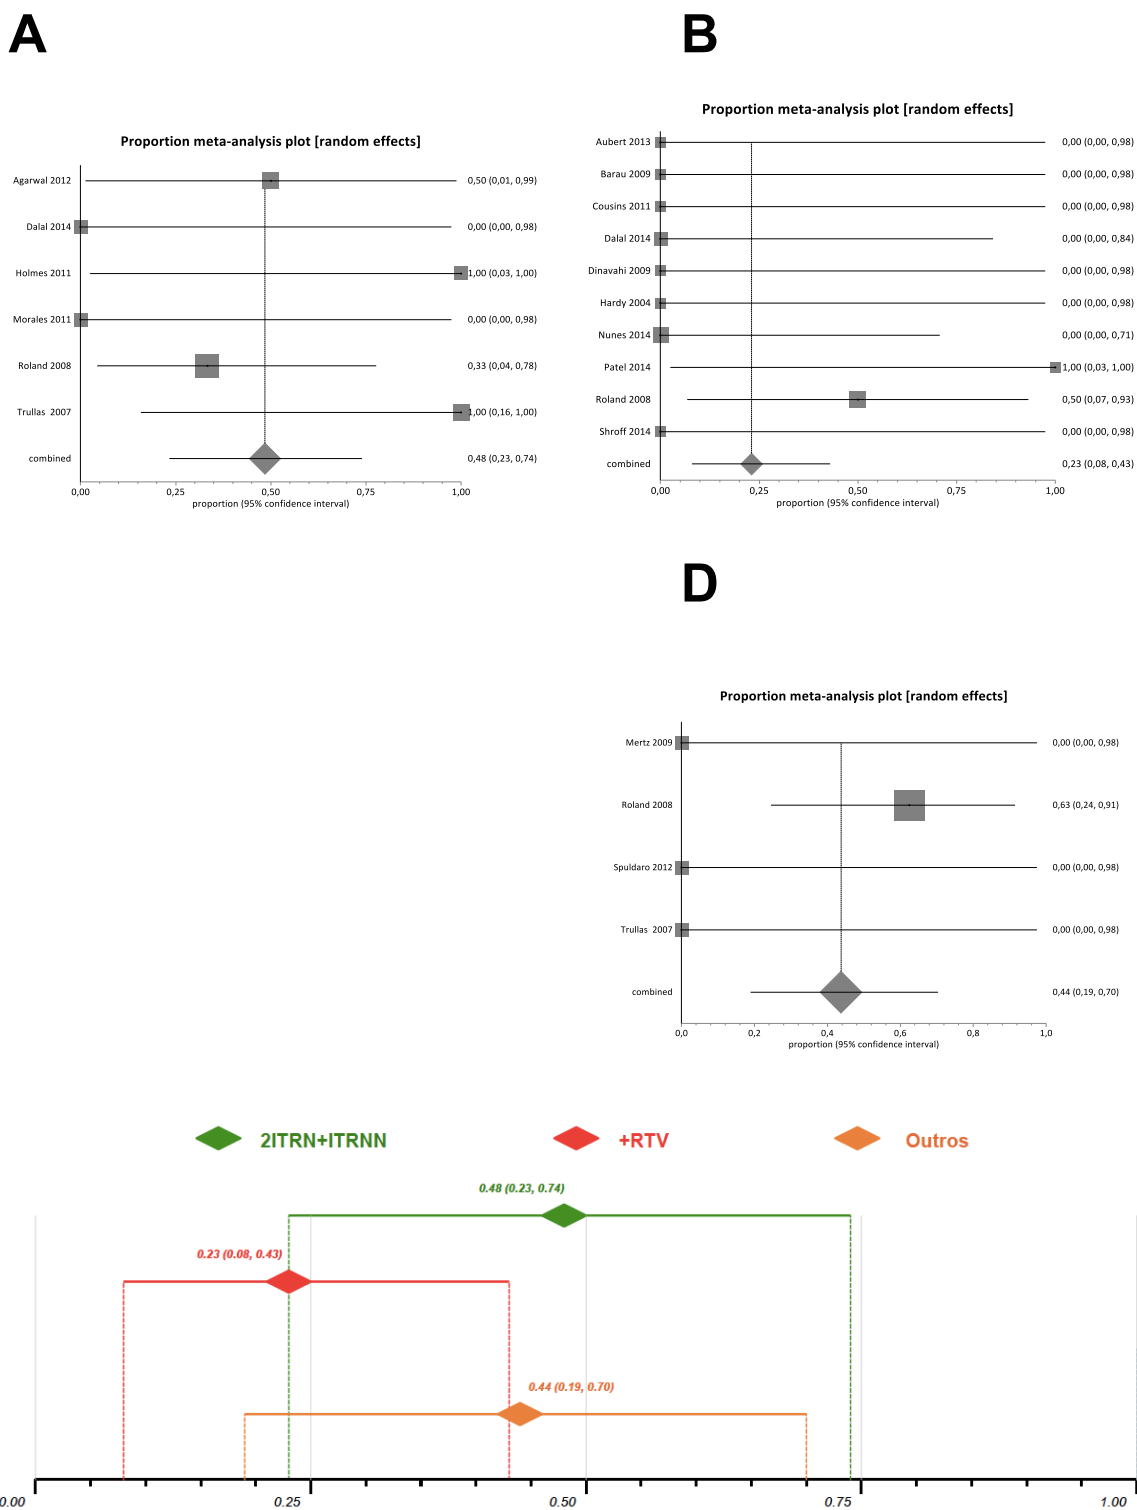 A
B
Proportion meta-analysis plot [random effects]
Agarwal 2012 0,50 (0,01, 0,99)
Dalal 2014 0,00 (0,00, 0,98)
Holmes 2011 1,00 (0,03, 1,00)
Morales 2011 0,00 (0,00, 0,98)
Roland 2008 0,33 (0,04, 0,78)
Trullas 2007 1,00 (0,16, 1,00)
combined 0,48 (0,23, 0,74)
0,00 0,25 0,50 0,75 1,00
proportion (95% confidence interval)
Proportion meta-analysis plot [random effects]
Aubert 2013 0,00 (0,00, 0,98)
Barau 2009 0,00 (0,00, 0,98)
Cousins 2011 0,00 (0,00, 0,98)
Dalal 2014 0,00 (0,00, 0,84)
Dinavahi 2009 0,00 (0,00, 0,98)
Hardy 2004 0,00 (0,00, 0,98)
Nunes 2014 0,00 (0,00, 0,71)
Patel 2014 1,00 (0,03, 1,00)
Roland 2008 0,50 (0,07, 0,93)
Shroff 2014 0,00 (0,00, 0,98)
combined 0,23 (0,08, 0,43)
0,00 0,25 0,50 0,75 1,00
proportion (95% confidence interval)
D
Proportion meta-analysis plot [random effects]
Mertz 2009 0,00 (0,00, 0,98)
Roland 2008 0,63 (0,24, 0,91)
Spuldaro 2012 0,00 (0,00, 0,98)
Trullas 2007 0,00 (0,00, 0,98)
combined 0,44 (0,19, 0,70)
0,0 0,2 0,4 0,6 0,8 1,0
proportion (95% confidence interval)
2ITRN+ITRNN +RTV Outros
0.48 (0.23, 0.74)
0.23 (0.08, 0.43)
0.44 (0.19, 0.70)
0.00 0.25 0.50 0.75 1.00